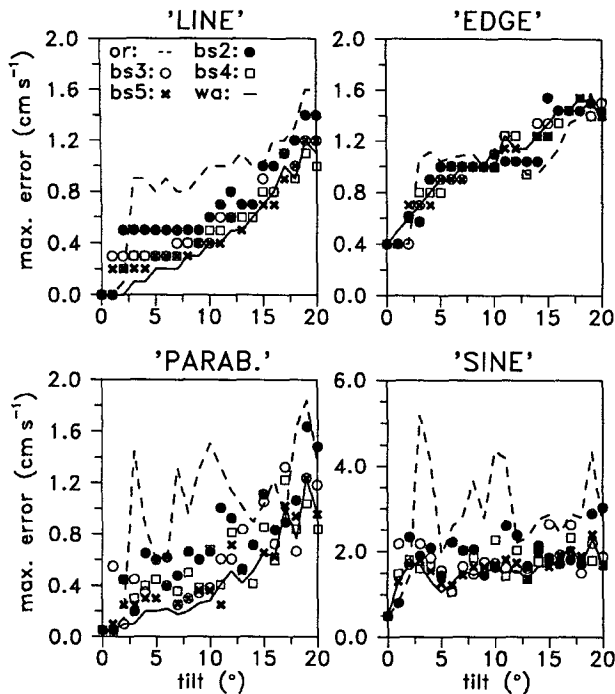 'LINE'
'EDGE'
or: bs2:
bs3: bs4:
bs5: wa:
max. error (cm s⁻¹)
2.0
1.6
1.2
0.8
0.4
0.0
0 5 10 15 20
2.0
1.6
1.2
0.8
0.4
0.0
0 5 10 15 20
'PARAB.'
'SINE'
max. error (cm s⁻¹)
2.0
1.6
1.2
0.8
0.4
0.0
0 5 10 15 20
tilt (°)
6.0
4.0
2.0
0.0
0 5 10 15 20
tilt (°)